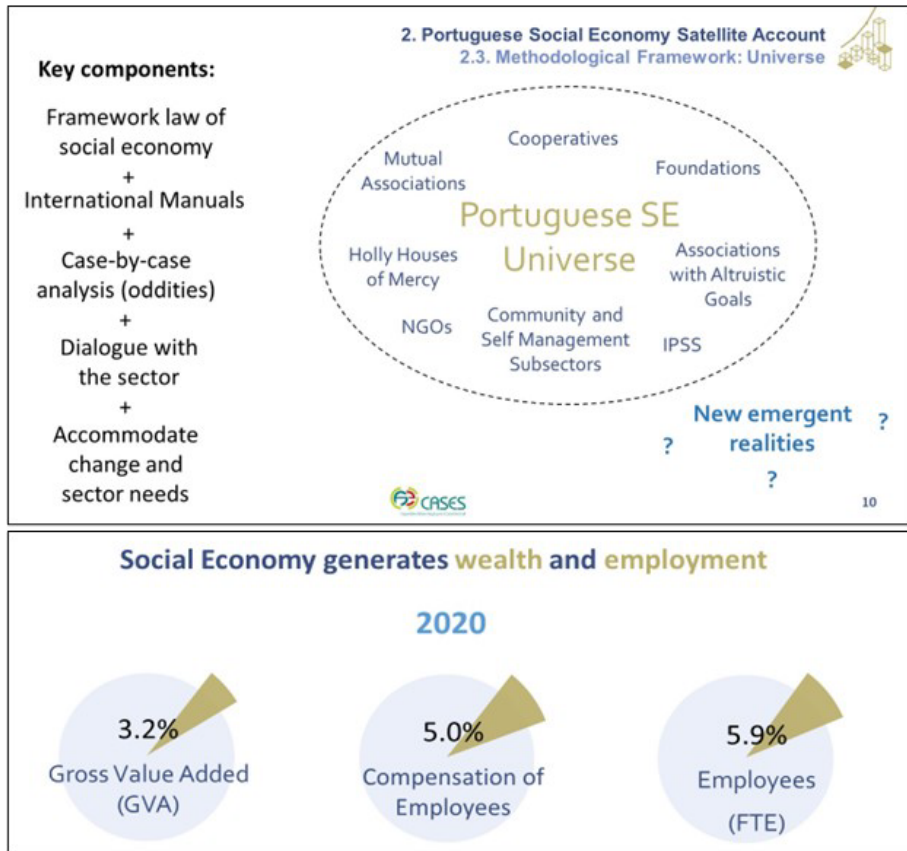 2. Portuguese Social Economy Satellite Account
2.3. Methodological Framework: Universe
Key components:
Framework law of
social economy
+
International Manuals
+
Case-by-case
analysis (oddities)
+
Dialogue with
the sector
+
Accommodate
change and
sector needs
Cooperatives
Mutual
Associations
Foundations
Portuguese SE
Universe
Holly Houses
of Mercy
Associations
with Altruistic
Goals
NGOs
Community and
Self Management
Subsectors
IPSS
New emergent
realities
?
?
?
CASES
10
Social Economy generates wealth and employment
2020
3.2%
Gross Value Added
(GVA)
5.0%
Compensation of
Employees
5.9%
Employees
(FTE)